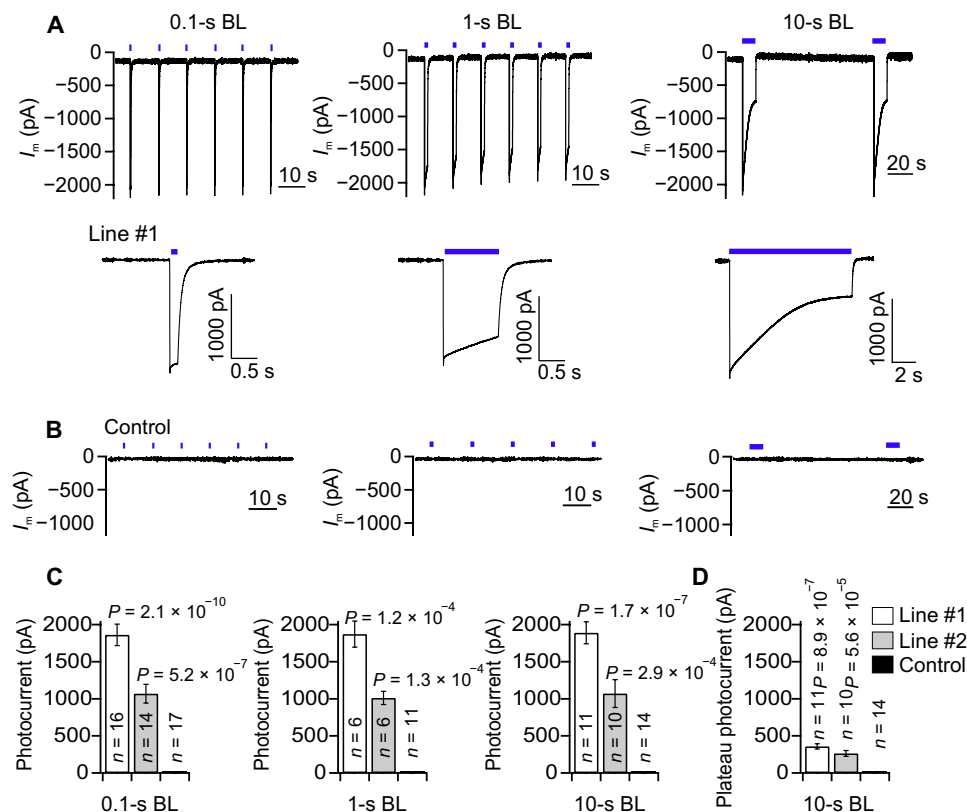 A
0.1-s BL
1-s BL
10-s BL
0
−500
−1000
−1500
−2000
Im (pA)
10 s
0
−500
−1000
−1500
−2000
Im (pA)
10 s
0
−500
−1000
−1500
−2000
Im (pA)
20 s
Line #1
1000 pA
0.5 s
1000 pA
0.5 s
1000 pA
2 s
B
Control
0
−500
−1000
Im (pA)
10 s
0
−500
−1000
Im (pA)
10 s
0
−500
−1000
Im (pA)
20 s
C
Photocurrent (pA)
2000
1500
1000
500
0
P = 2.1 × 10⁻¹⁰
P = 5.2 × 10⁻⁷
n = 16
n = 14
n = 17
0.1-s BL
Photocurrent (pA)
2000
1500
1000
500
0
P = 1.2 × 10⁻⁴
P = 1.3 × 10⁻⁴
n = 6
n = 6
n = 11
1-s BL
Photocurrent (pA)
2000
1500
1000
500
0
P = 1.7 × 10⁻⁷
P = 2.9 × 10⁻⁴
n = 11
n = 10
n = 14
10-s BL
D
Plateau photocurrent (pA)
2000
1500
1000
500
0
n = 11 P = 8.9 × 10⁻⁷
n = 10 P = 5.6 × 10⁻⁵
n = 14
10-s BL
Line #1
Line #2
Control